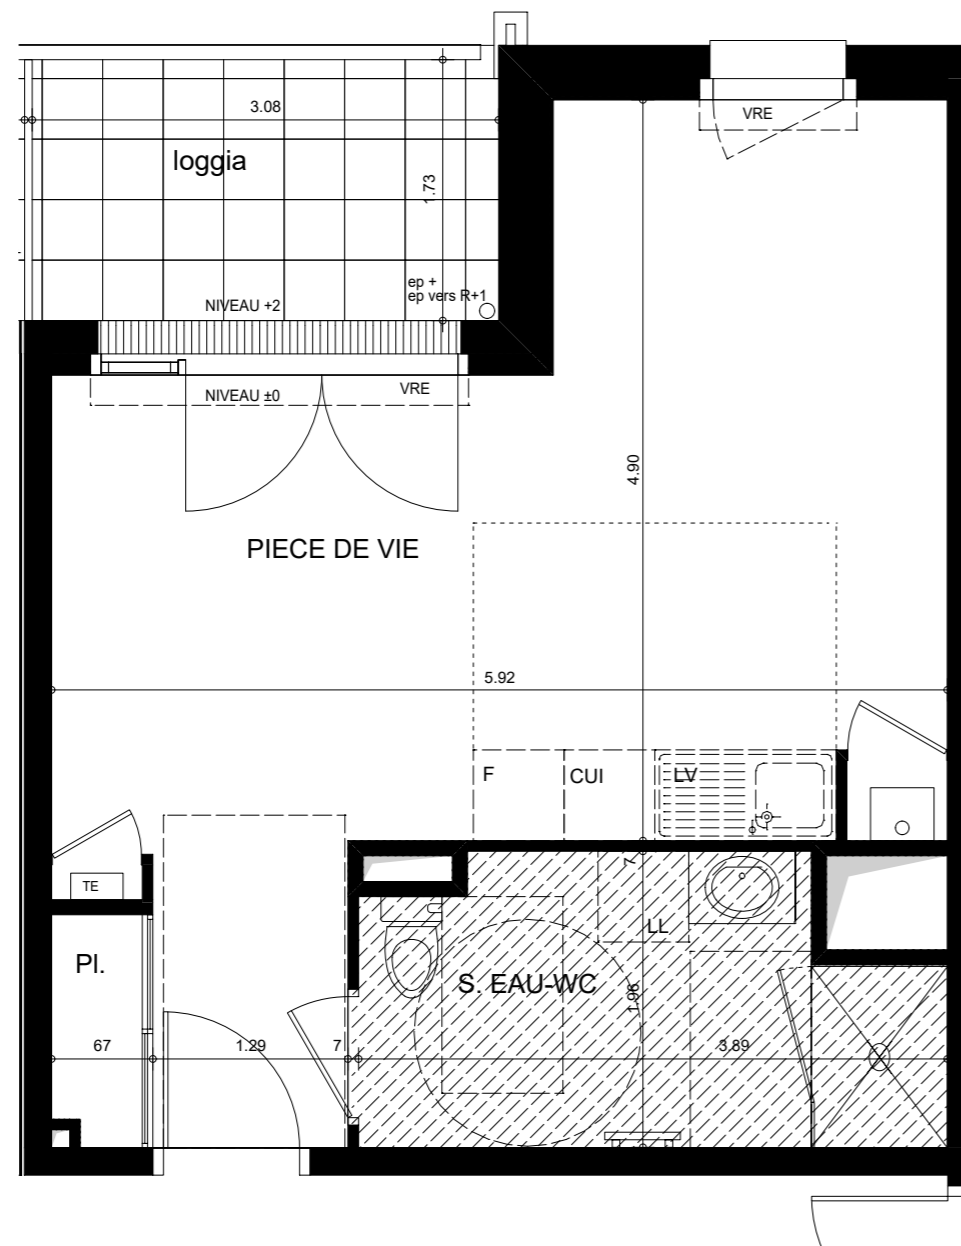 3.08
VRE
loggia
1.73
ep +
ep vers R+1
NIVEAU +2
NIVEAU ±0
VRE
4.90
PIECE DE VIE
5.92
F
CUI
LV
TE
7
LL
Pl.
S. EAU-WC
1.96
67
1.29
7
3.89